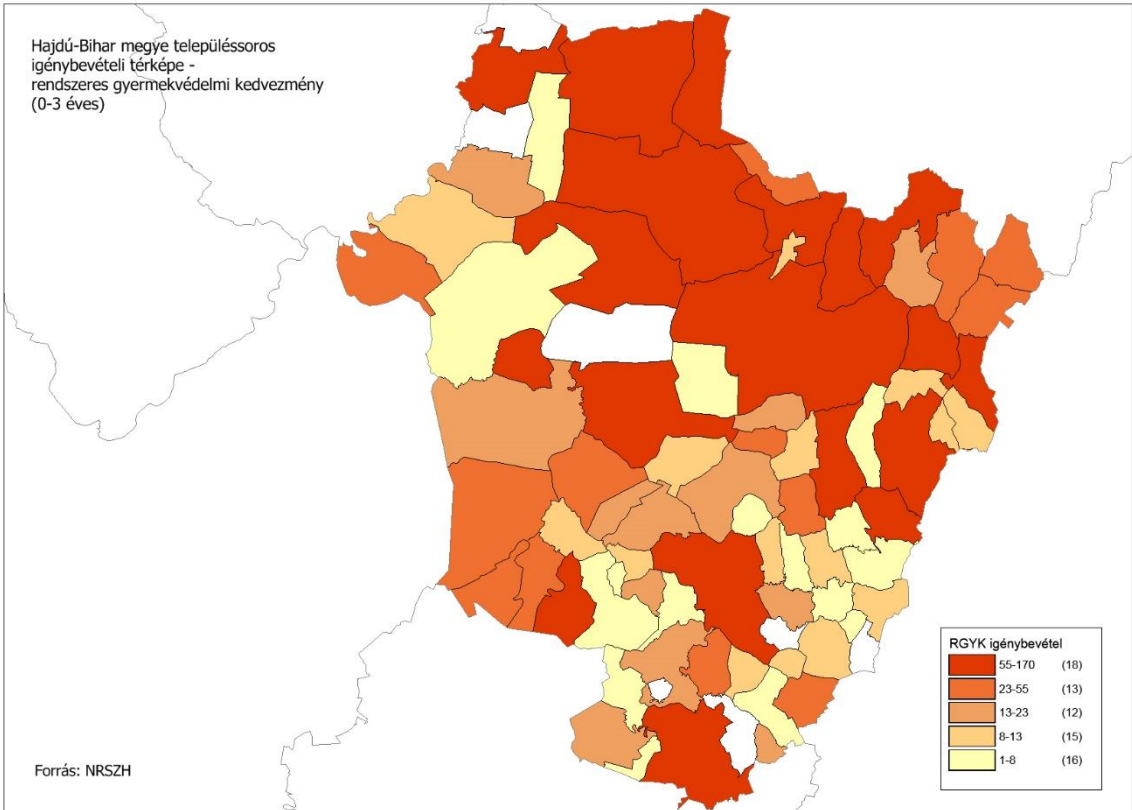 Hajdú-Bihar megye településsoros
igénybevételi térképe -
rendszeres gyermekvédelmi kedvezmény
(0-3 éves)
RGYK igénybevétel
55-170 (18)
23-55 (13)
13-23 (12)
8-13 (15)
1-8 (16)
Forrás: NRSZH